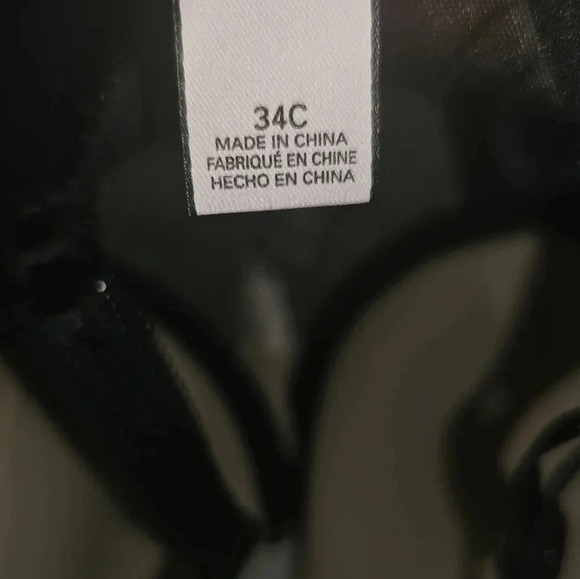 34C
MADE IN CHINA
FABRIQUÉ EN CHINE
HECHO EN CHINA